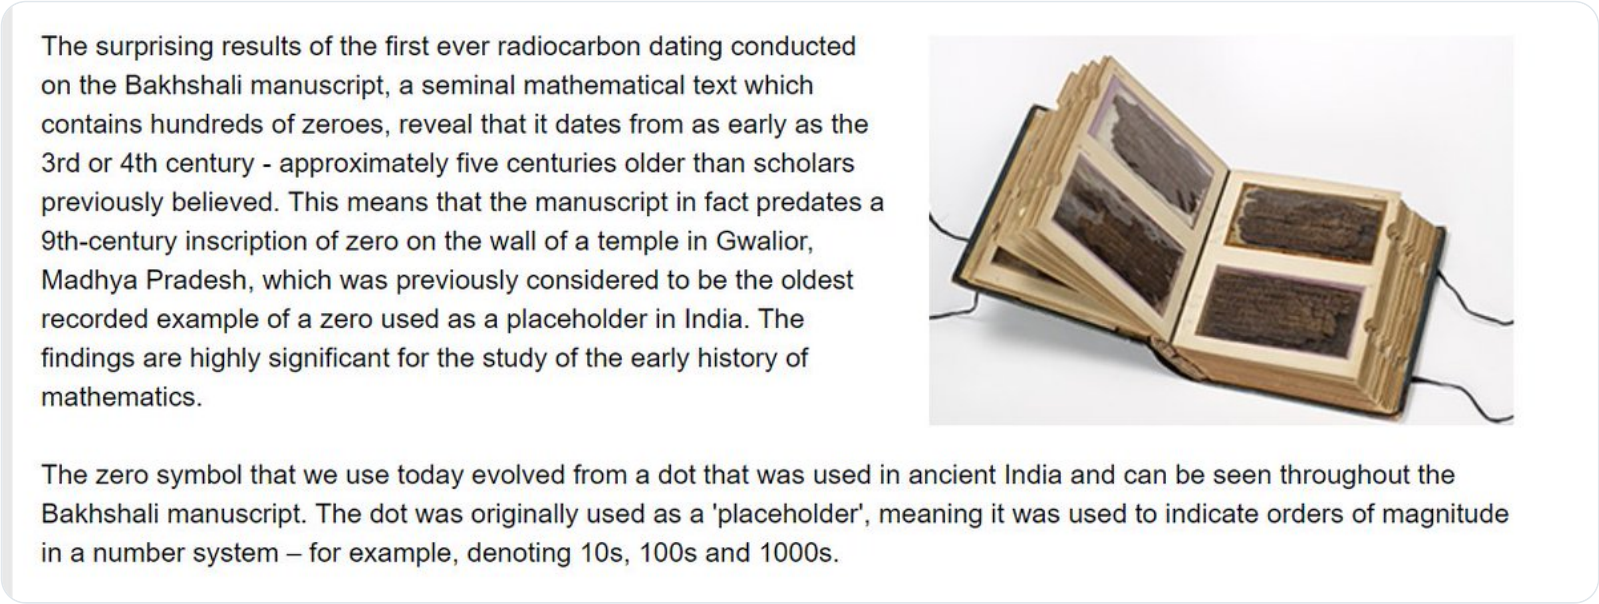 The surprising results of the first ever radiocarbon dating conducted
on the Bakhshali manuscript, a seminal mathematical text which
contains hundreds of zeroes, reveal that it dates from as early as the
3rd or 4th century - approximately five centuries older than scholars
previously believed. This means that the manuscript in fact predates a
9th-century inscription of zero on the wall of a temple in Gwalior,
Madhya Pradesh, which was previously considered to be the oldest
recorded example of a zero used as a placeholder in India. The
findings are highly significant for the study of the early history of
mathematics.
The zero symbol that we use today evolved from a dot that was used in ancient India and can be seen throughout the
Bakhshali manuscript. The dot was originally used as a 'placeholder', meaning it was used to indicate orders of magnitude
in a number system – for example, denoting 10s, 100s and 1000s.